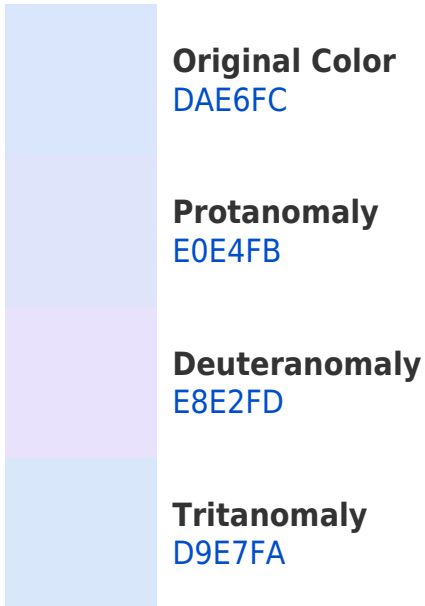 Original Color
DAE6FC
Protanomaly
E0E4FB
Deuteranomaly
E8E2FD
Tritanomaly
D9E7FA